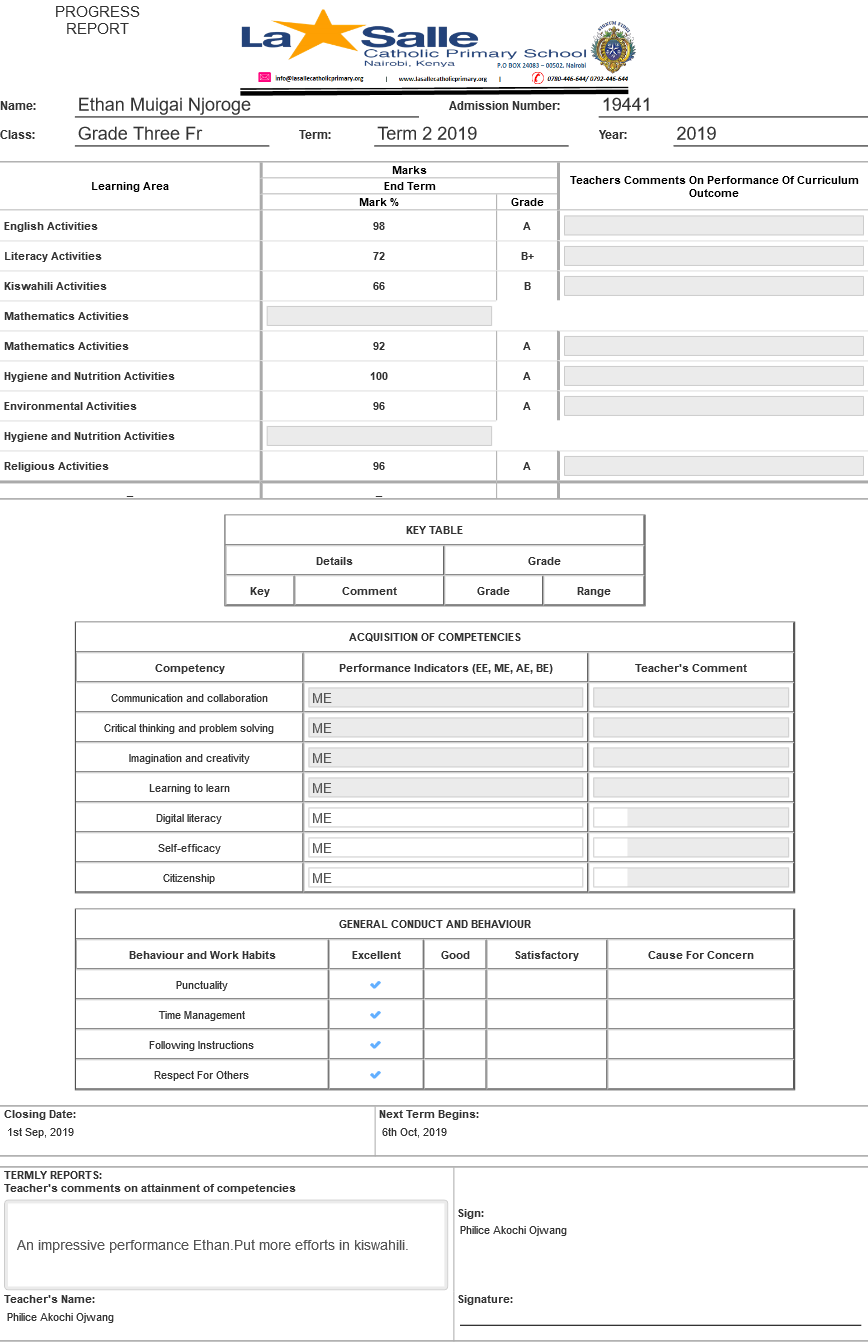 PROGRESS
REPORT
La Salle
Catholic Primary School
Nairobi, Kenya
P.O BOX 24083 – 00502, Nairobi
info@lasallecatholicprimary.org | www.lasallecatholicprimary.org | 0780-446-644/ 0792-446-644
Name: Ethan Muigai Njoroge Admission Number: 19441
Class: Grade Three Fr Term: Term 2 2019 Year: 2019
Learning Area Marks Teachers Comments On Performance Of Curriculum Outcome
End Term
Mark % Grade
English Activities 98 A
Literacy Activities 72 B+
Kiswahili Activities 66 B
Mathematics Activities
Mathematics Activities 92 A
Hygiene and Nutrition Activities 100 A
Environmental Activities 96 A
Hygiene and Nutrition Activities
Religious Activities 96 A
– –
KEY TABLE
Details Grade
Key Comment Grade Range
ACQUISITION OF COMPETENCIES
Competency Performance Indicators (EE, ME, AE, BE) Teacher's Comment
Communication and collaboration ME
Critical thinking and problem solving ME
Imagination and creativity ME
Learning to learn ME
Digital literacy ME
Self-efficacy ME
Citizenship ME
GENERAL CONDUCT AND BEHAVIOUR
Behaviour and Work Habits Excellent Good Satisfactory Cause For Concern
Punctuality
Time Management
Following Instructions
Respect For Others
Closing Date: Next Term Begins:
1st Sep, 2019 6th Oct, 2019
TERMLY REPORTS:
Teacher's comments on attainment of competencies
Sign:
Philice Akochi Ojwang
An impressive performance Ethan.Put more efforts in kiswahili.
Teacher's Name: Signature:
Philice Akochi Ojwang